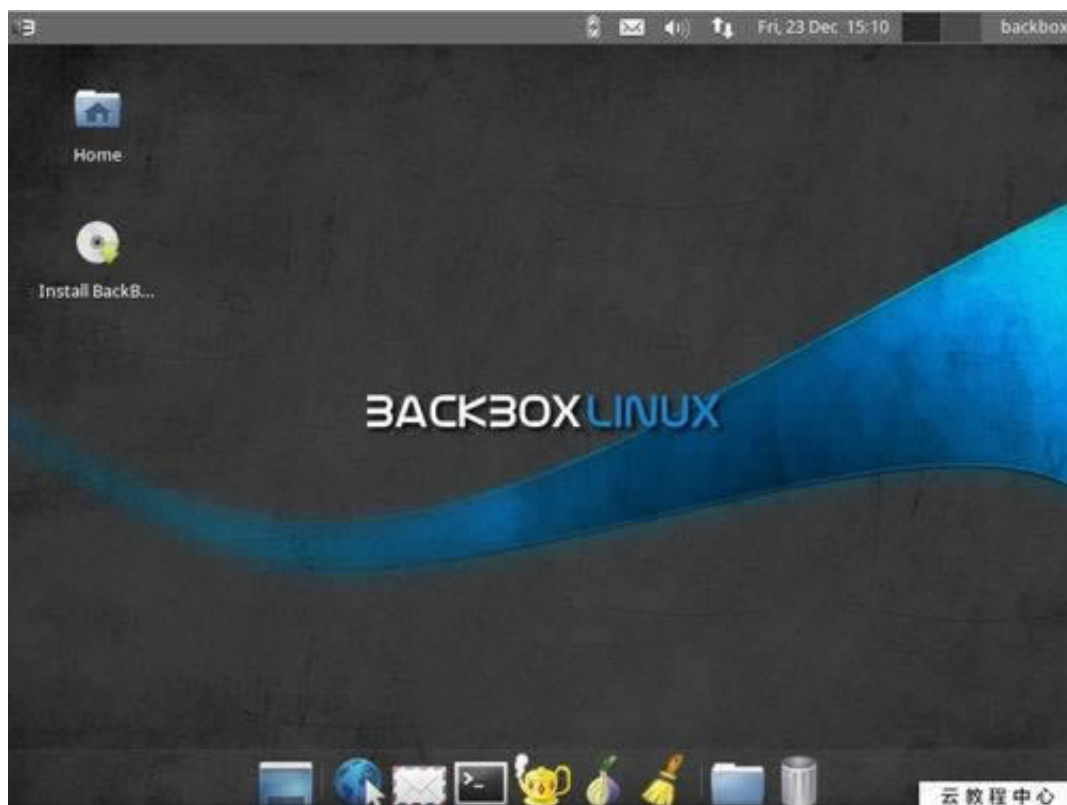 Fri, 23 Dec 15:10
backbox
Home
Install BackB...
BACKBOX LINUX
>_
云教程中心